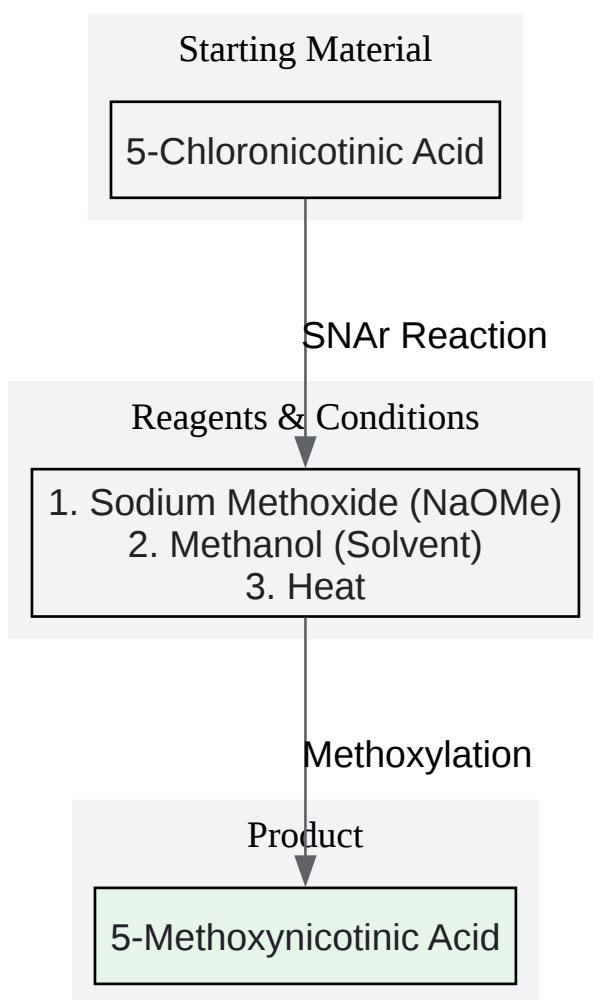 Starting Material
5-Chloronicotinic Acid
SNAr Reaction
Reagents & Conditions
1. Sodium Methoxide (NaOMe)
2. Methanol (Solvent)
3. Heat
Methoxylation
Product
5-Methoxynicotinic Acid